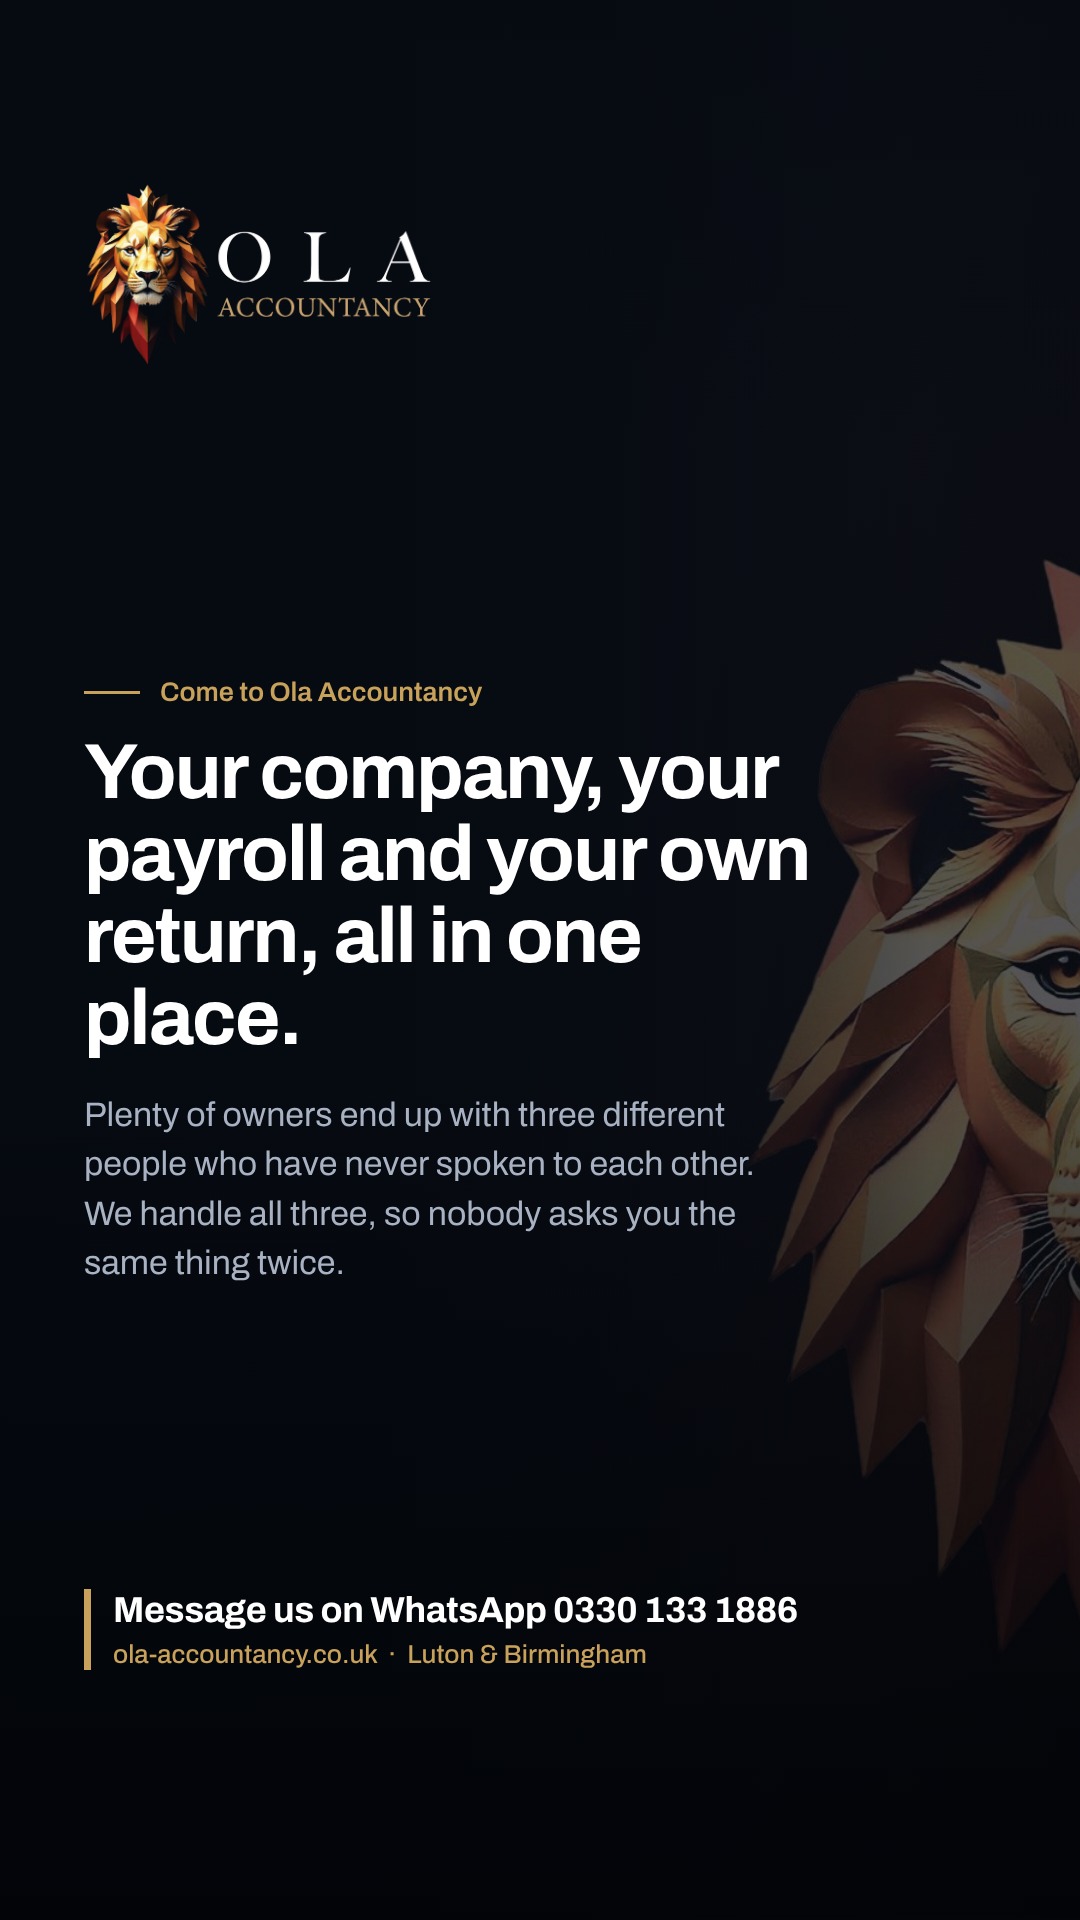 OLA
ACCOUNTANCY
Come to Ola Accountancy
Your company, your
payroll and your own
return, all in one
place.
Plenty of owners end up with three different
people who have never spoken to each other.
We handle all three, so nobody asks you the
same thing twice.
Message us on WhatsApp 0330 133 1886
ola-accountancy.co.uk · Luton & Birmingham